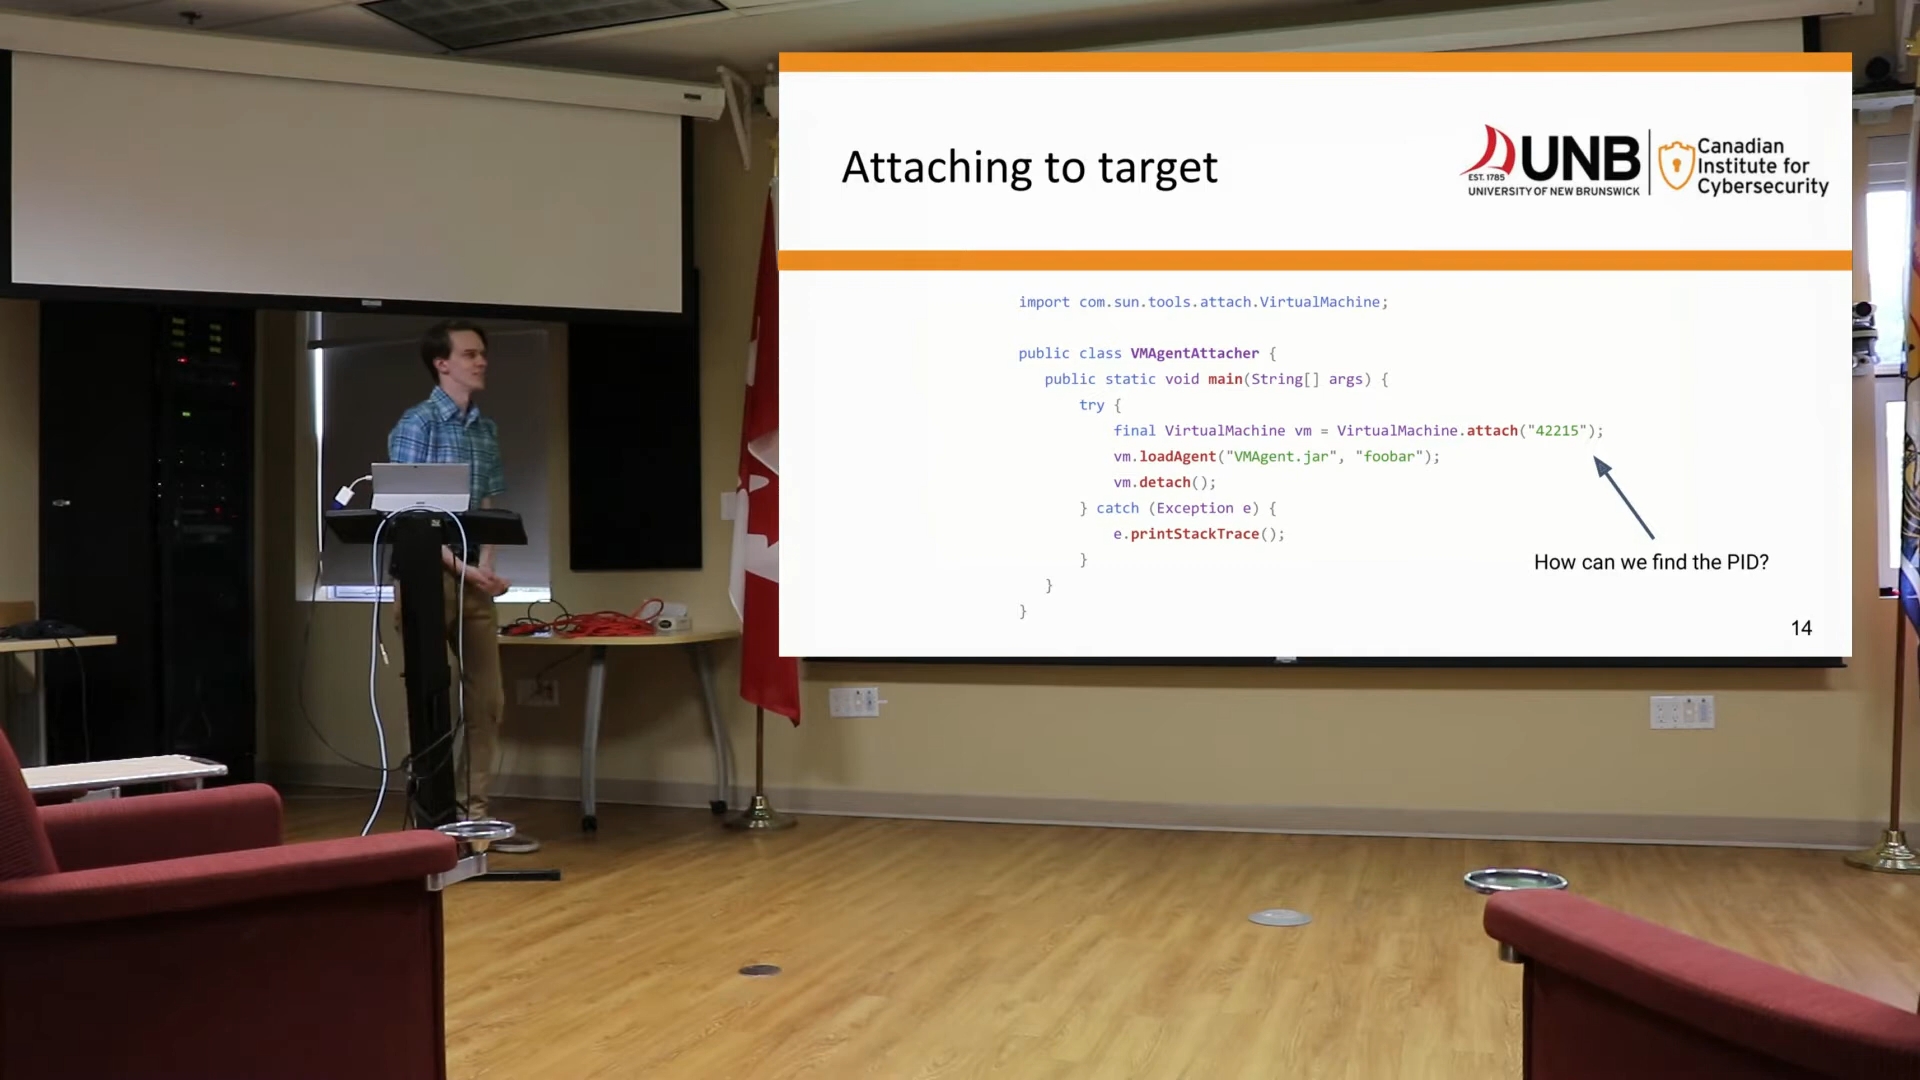 Attaching to target
EST. 1785
UNB
UNIVERSITY OF NEW BRUNSWICK
Canadian
Institute for
Cybersecurity
import com.sun.tools.attach.VirtualMachine;
public class VMAgentAttacher {
public static void main(String[] args) {
try {
final VirtualMachine vm = VirtualMachine.attach("42215");
vm.loadAgent("VMAgent.jar", "foobar");
vm.detach();
} catch (Exception e) {
e.printStackTrace();
}
}
}
How can we find the PID?
14